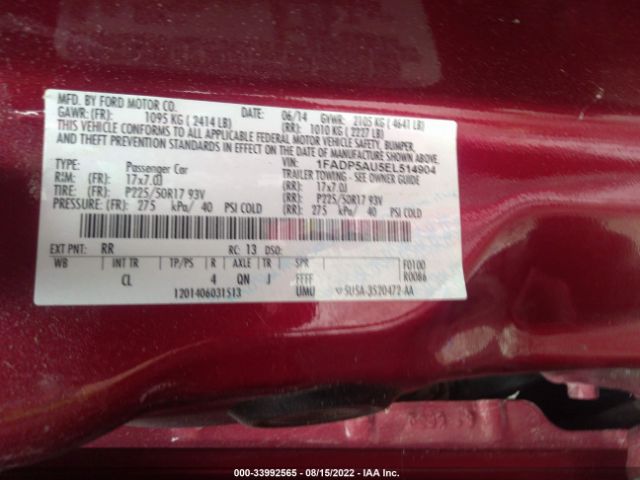 MFD. BY FORD MOTOR CO.
DATE: 06/14 GVWR: 2105 KG ( 4641 LB)
GAWR: (FR): 1095 KG ( 2414 LB) (RR): 1010 KG ( 2227 LB)
THIS VEHICLE CONFORMS TO ALL APPLICABLE FEDERAL MOTOR VEHICLE SAFETY, BUMPER,
AND THEFT PREVENTION STANDARDS IN EFFECT ON THE DATE OF MANUFACTURE SHOWN ABOVE.
VIN: 1FADP5AU5EL514904
TYPE: Passenger Car TRAILER TOWING - SEE OWNER GUIDE
RIM: (FR) 17x7.0J (RR) 17x7.0J
TIRE: (FR) P225/50R17 93V (RR) P225/50R17 93V
PRESSURE: (FR) 275 kPa/ 40 PSI COLD (RR) 275 kPa/ 40 PSI COLD
EXT PNT: RR RC: 13 DSO:
WB INT TR TP/PS R AXLE TR SPR F0100
CL 4 QN J FFFF R0086
1201406031513 UMU 5U5A-3520472-AA
000-33992565 - 08/15/2022 - IAA Inc.